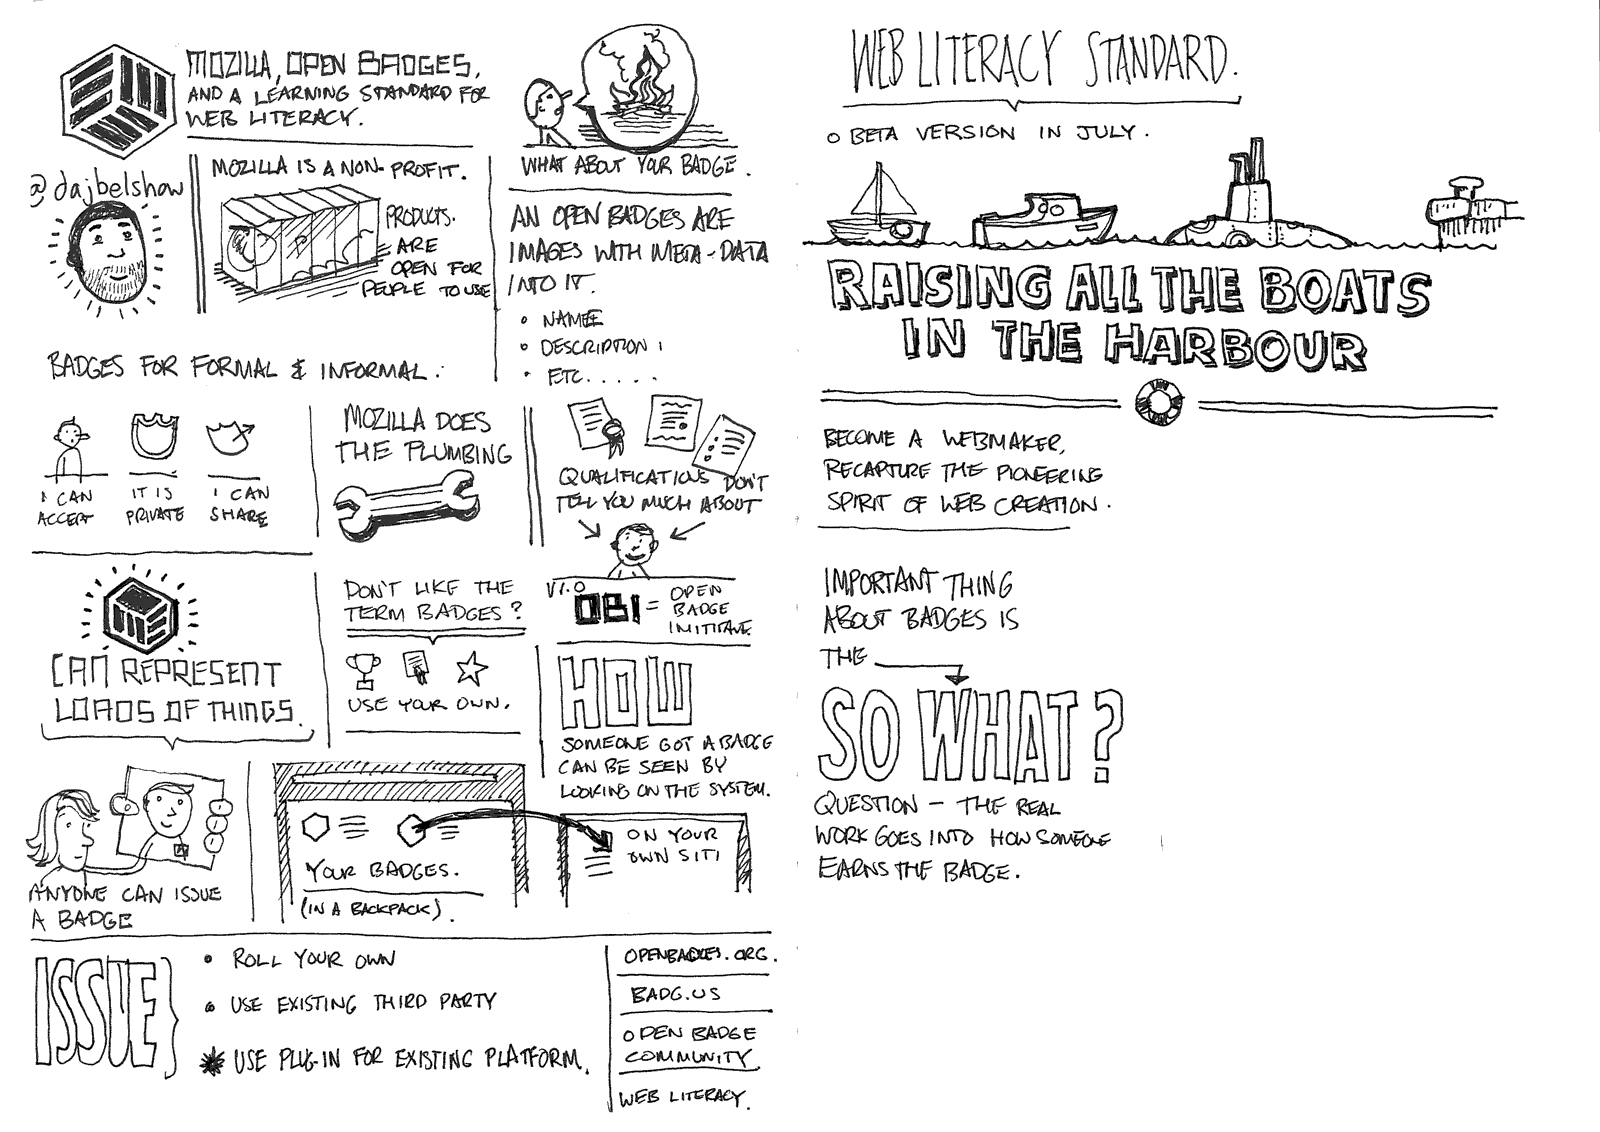 MOZILLA, OPEN BADGES,
AND A LEARNING STANDARD FOR
WEB LITERACY.
@dajbelshaw
MOZILLA IS A NON-PROFIT.
PRODUCTS.
ARE
OPEN FOR
PEOPLE TO USE
WHAT ABOUT YOUR BADGE.
AN OPEN BADGES ARE
IMAGES WITH META-DATA
INTO IT.
• NAME
• DESCRIPTION
• ETC.....
BADGES FOR FORMAL & INFORMAL.
I CAN
ACCEPT
IT IS
PRIVATE
I CAN
SHARE
MOZILLA DOES
THE PLUMBING
QUALIFICATIONS DON'T
TELL YOU MUCH ABOUT
CAN REPRESENT
LOADS OF THINGS.
DON'T LIKE THE
TERM BADGES?
USE YOUR OWN.
V1.0
OBI = OPEN
BADGE
INITITAVE.
HOW
SOMEONE GOT A BADGE
CAN BE SEEN BY
LOOKING ON THE SYSTEM.
ANYONE CAN ISSUE
A BADGE
YOUR BADGES.
(IN A BACKPACK).
ON YOUR
OWN SITI
ISSUE}
• ROLL YOUR OWN
• USE EXISTING THIRD PARTY
* USE PLUG-IN FOR EXISTING PLATFORM.
OPENBADGES.ORG.
BADG.US
OPEN BADGE
COMMUNITY.
WEB LITERACY.
WEB LITERACY STANDARD.
o BETA VERSION IN JULY.
RAISING ALL THE BOATS
IN THE HARBOUR
BECOME A WEBMAKER,
RECAPTURE THE PIONEERING
SPIRIT OF WEB CREATION.
IMPORTANT THING
ABOUT BADGES IS
THE
SO WHAT?
QUESTION – THE REAL
WORK GOES INTO HOW SOMEONE
EARNS THE BADGE.